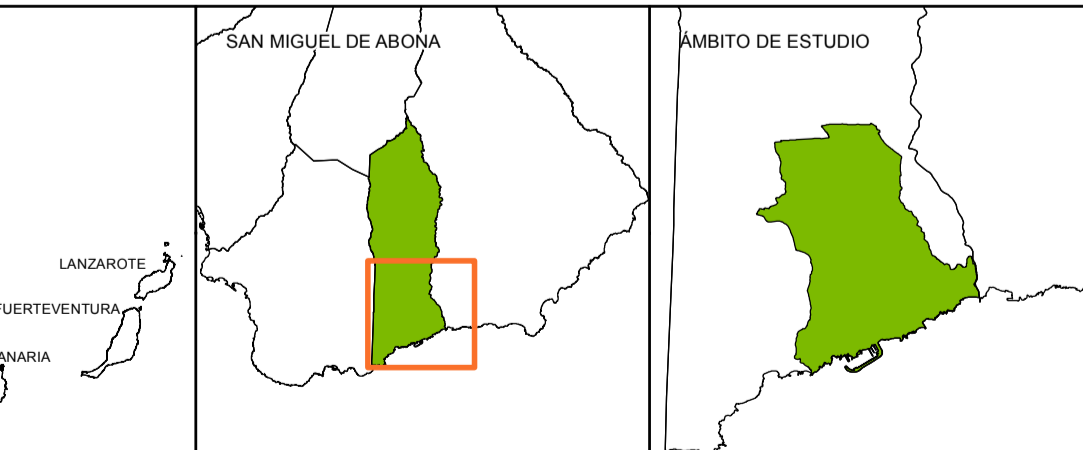 SAN MIGUEL DE ABONA
ÁMBITO DE ESTUDIO
LANZAROTE
FUERTEVENTURA
ANARIA